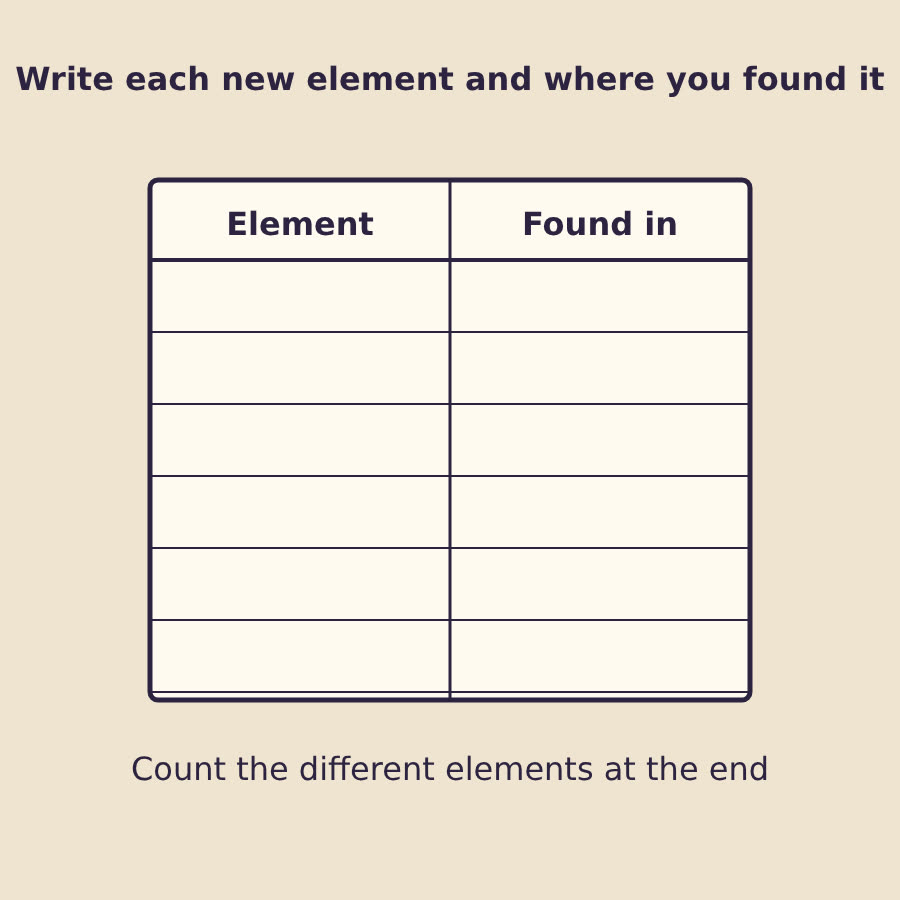 Write each new element and where you found it
Element Found in
Count the different elements at the end